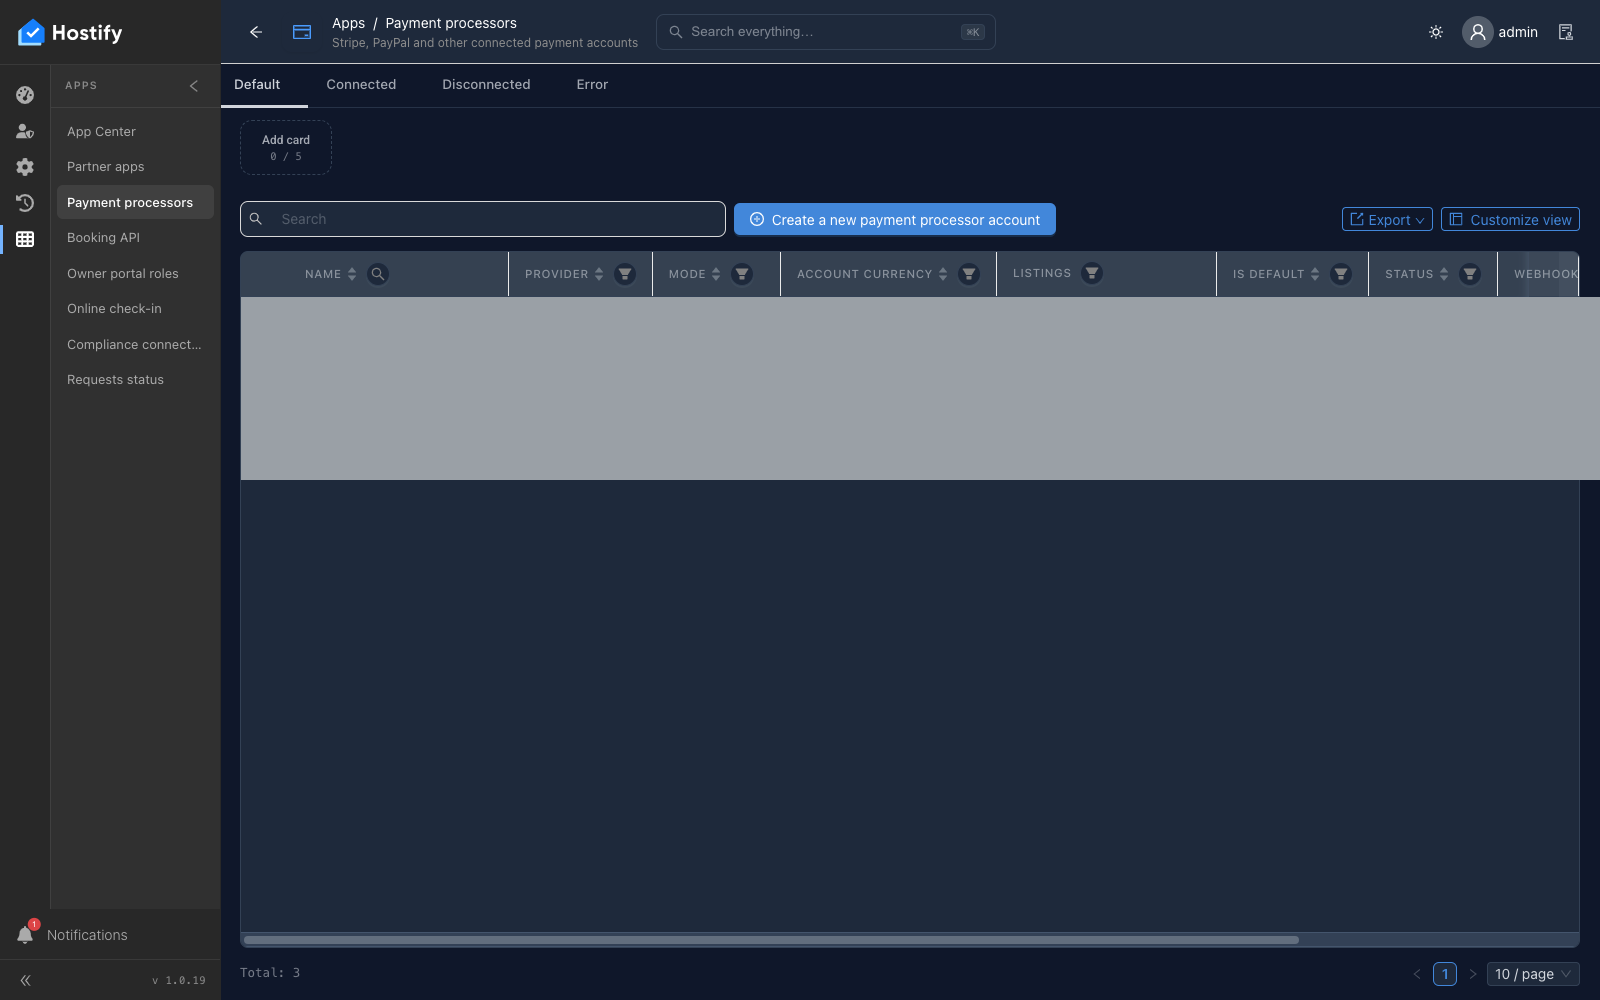 Hostify
Apps / Payment processors
Stripe, PayPal and other connected payment accounts
Search everything…
⌘K
admin
APPS
App Center
Partner apps
Payment processors
Booking API
Owner portal roles
Online check-in
Compliance connect...
Requests status
Default
Connected
Disconnected
Error
Add card
0 / 5
Search
Create a new payment processor account
Export
Customize view
NAME
PROVIDER
MODE
ACCOUNT CURRENCY
LISTINGS
IS DEFAULT
STATUS
WEBHOOK
1
Notifications
v 1.0.19
Total: 3
1
10 / page